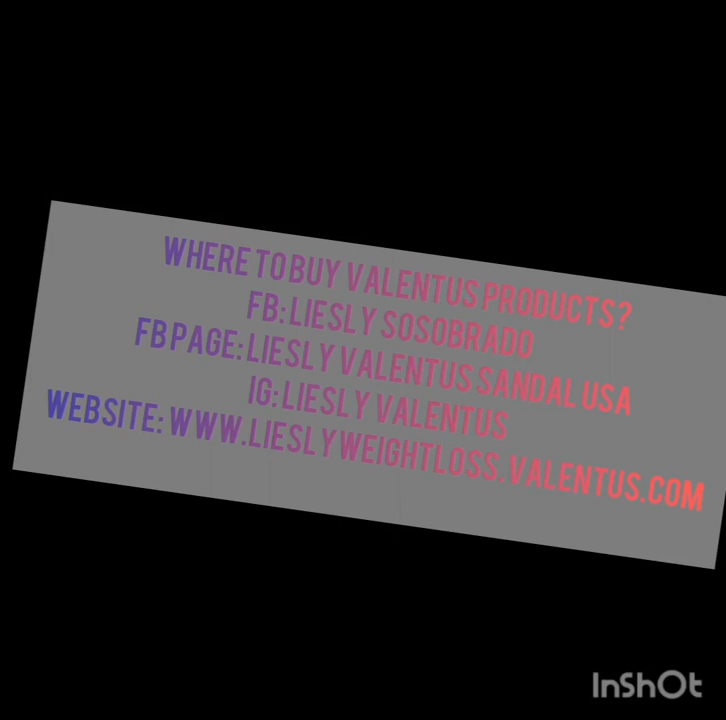 WHERE TO BUY VALENTUS PRODUCTS?
FB: LIESLY SOSOBRADO
FB PAGE: LIESLY VALENTUS SANDAL USA
IG: LIESLY VALENTUS
WEBSITE: WWW.LIESLYWEIGHTLOSS.VALENTUS.COM
InShOt